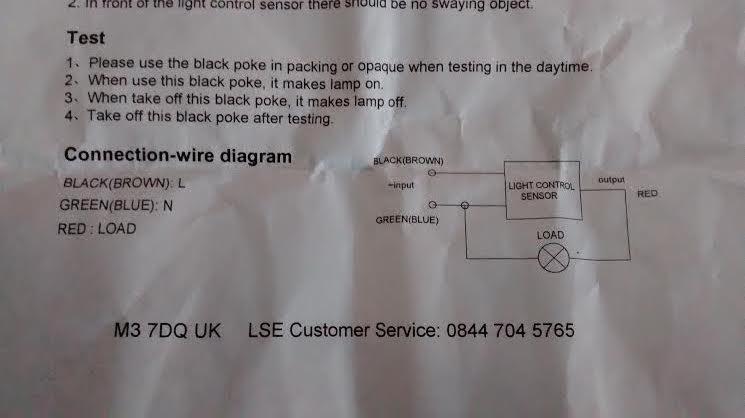 2. In front of the light control sensor there should be no swaying object.
Test
1、Please use the black poke in packing or opaque when testing in the daytime.
2、When use this black poke, it makes lamp on.
3、When take off this black poke, it makes lamp off.
4、Take off this black poke after testing.
Connection-wire diagram
BLACK(BROWN): L
GREEN(BLUE): N
RED : LOAD
BLACK(BROWN)
~input
GREEN(BLUE)
LIGHT CONTROL
SENSOR
output
RED
LOAD
M3 7DQ UK LSE Customer Service: 0844 704 5765